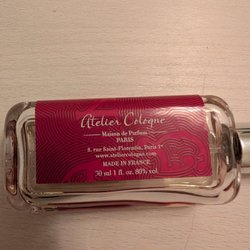 Atelier Cologne
Maison de Parfum
PARIS
8, rue Saint-Florentin, Paris 1er
www.ateliercologne.com
MADE IN FRANCE
30 ml 1 fl. oz. 80% vol.